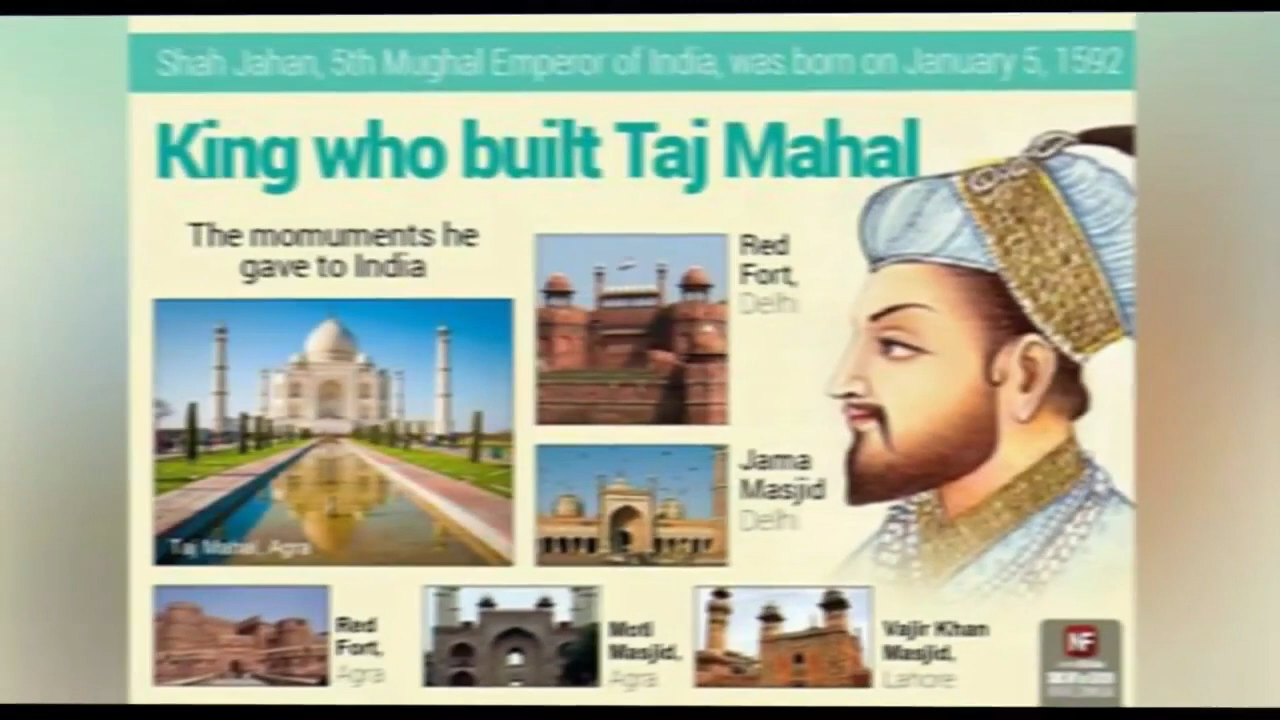 Shah Jahan, 5th Mughal Emperor of India, was born on January 5, 1592
King who built Taj Mahal
The momuments he
gave to India
Taj Mahal, Agra
Red
Fort,
Delhi
Jama
Masjid
Delhi
Red
Fort,
Agra
Moti
Masjid,
Agra
Vajir Khan
Masjid,
Lahore
NF